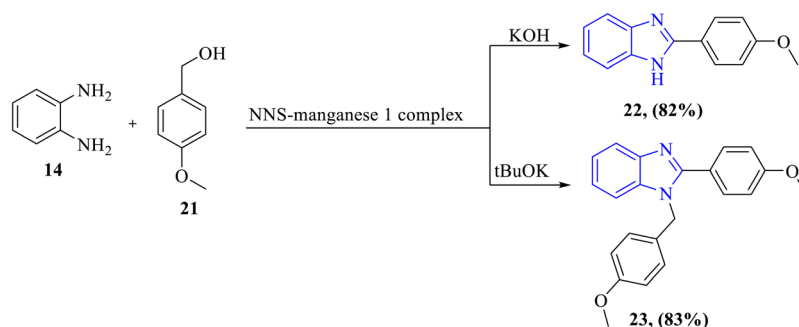 NH2
NH2
14
+
OH
O
21
NNS-manganese 1 complex
KOH
N
N
H
O
22, (82%)
tBuOK
N
N
O
O
23, (83%)